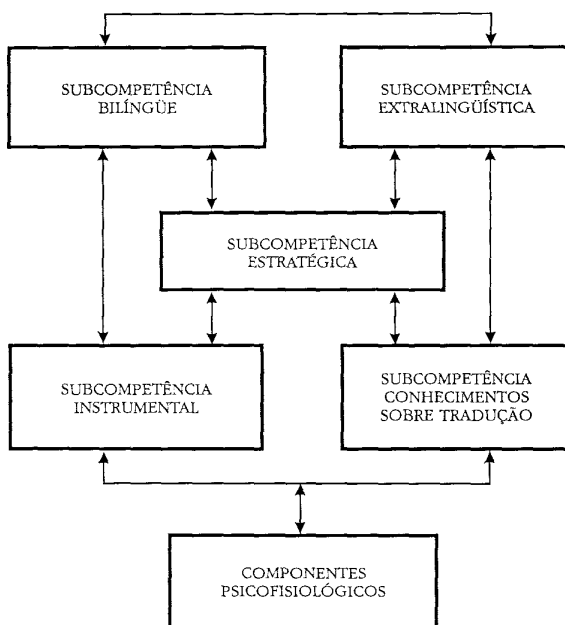 SUBCOMPETÊNCIA
BILÍNGÜE
SUBCOMPETÊNCIA
EXTRALINGÜÍSTICA
SUBCOMPETÊNCIA
ESTRATÉGICA
SUBCOMPETÊNCIA
INSTRUMENTAL
SUBCOMPETÊNCIA
CONHECIMENTOS
SOBRE TRADUÇÃO
COMPONENTES
PSICOFISIOLÓGICOS